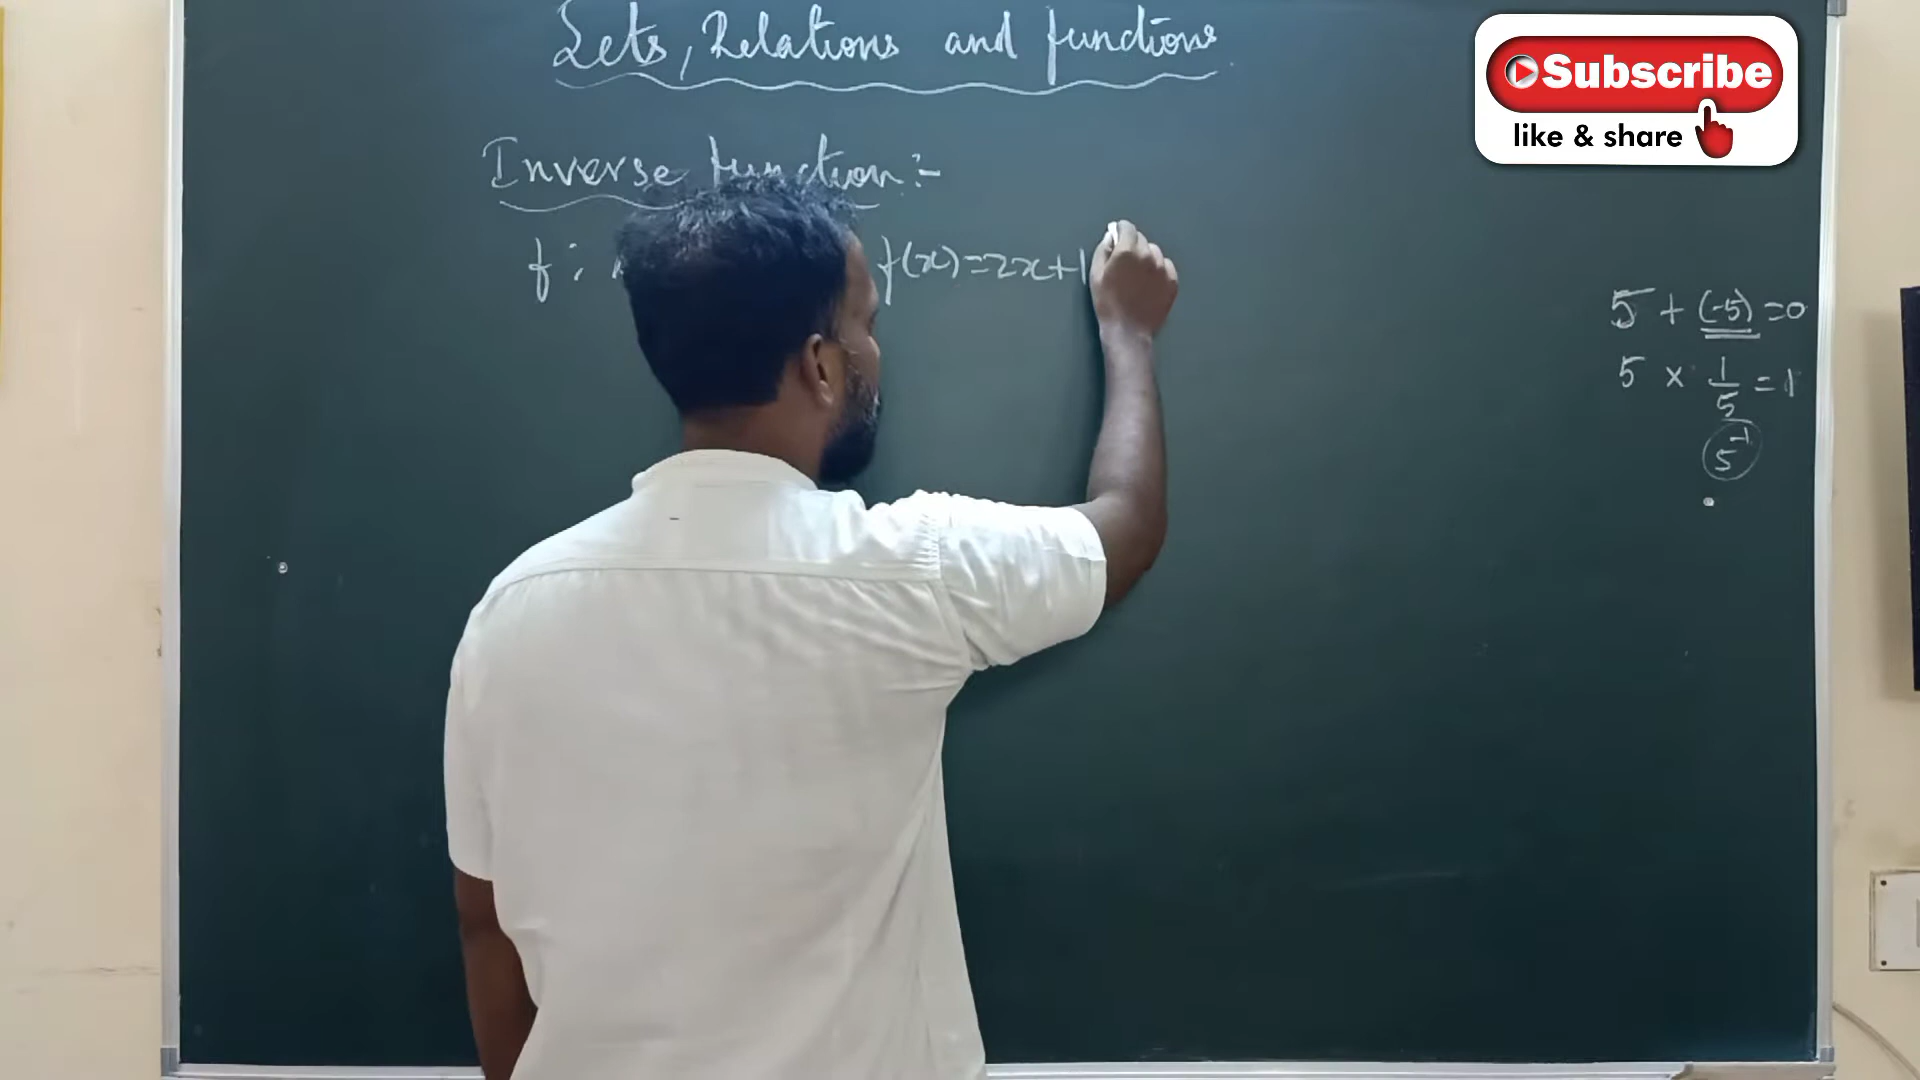 Sets, Relations and functions
Inverse function :-
f : f(x)=2x+1
5 + (-5) =0
5 x 1/5 = 1
5⁻¹
Subscribe
like & share